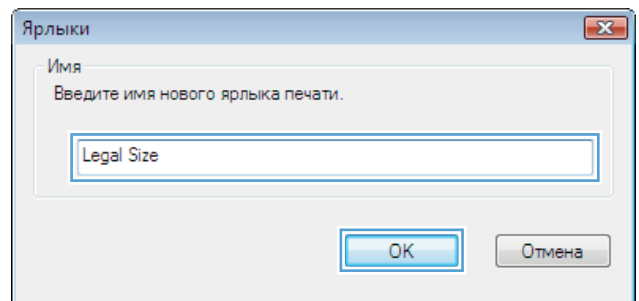 Ярлыки
Имя
Введите имя нового ярлыка печати.
Legal Size
OK
Отмена